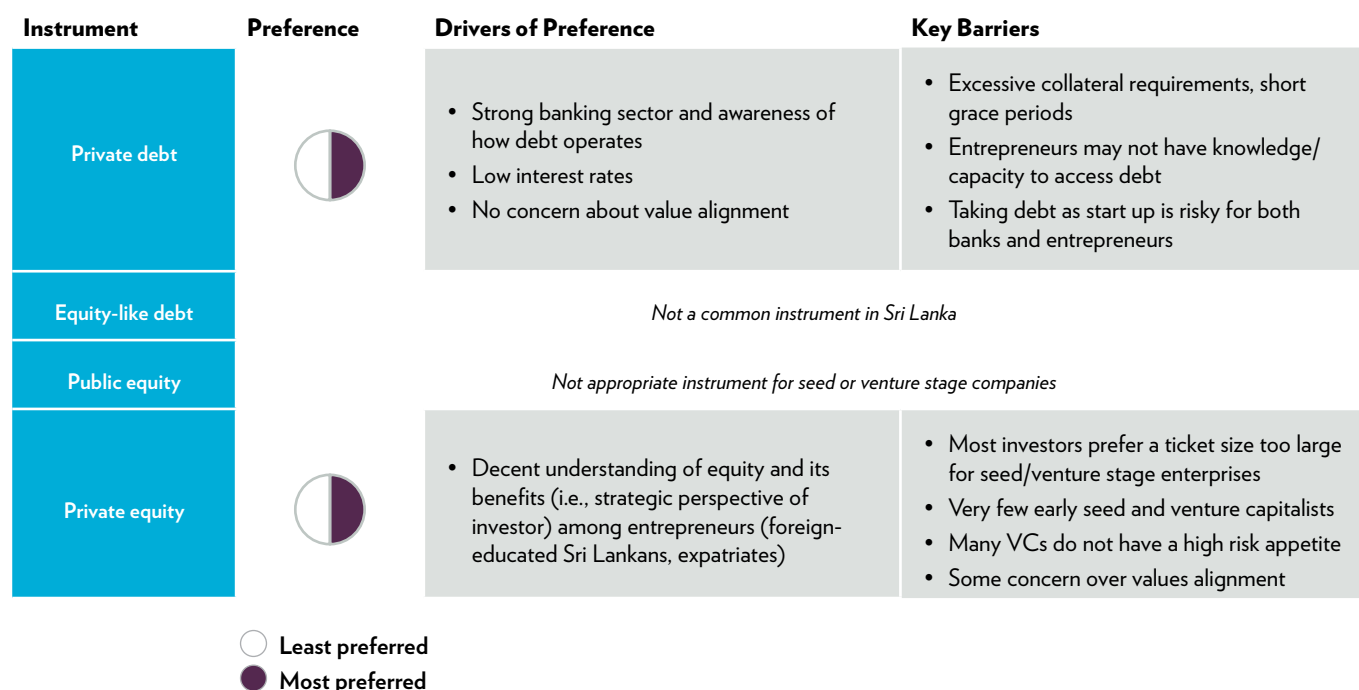 Instrument Preference Drivers of Preference Key Barriers
Private debt
• Strong banking sector and awareness of
how debt operates
• Low interest rates
• No concern about value alignment
• Excessive collateral requirements, short
grace periods
• Entrepreneurs may not have knowledge/
capacity to access debt
• Taking debt as start up is risky for both
banks and entrepreneurs
Equity-like debt
Not a common instrument in Sri Lanka
Public equity
Not appropriate instrument for seed or venture stage companies
Private equity
• Decent understanding of equity and its
benefits (i.e., strategic perspective of
investor) among entrepreneurs (foreign-
educated Sri Lankans, expatriates)
• Most investors prefer a ticket size too large
for seed/venture stage enterprises
• Very few early seed and venture capitalists
• Many VCs do not have a high risk appetite
• Some concern over values alignment
Least preferred
Most preferred